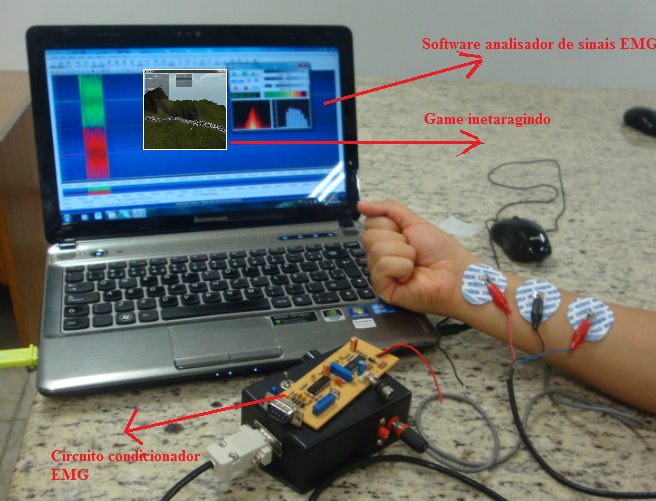 Software analisador de sinais EMG
Game inetaragindo
lenovo
Circuito condicionador
EMG